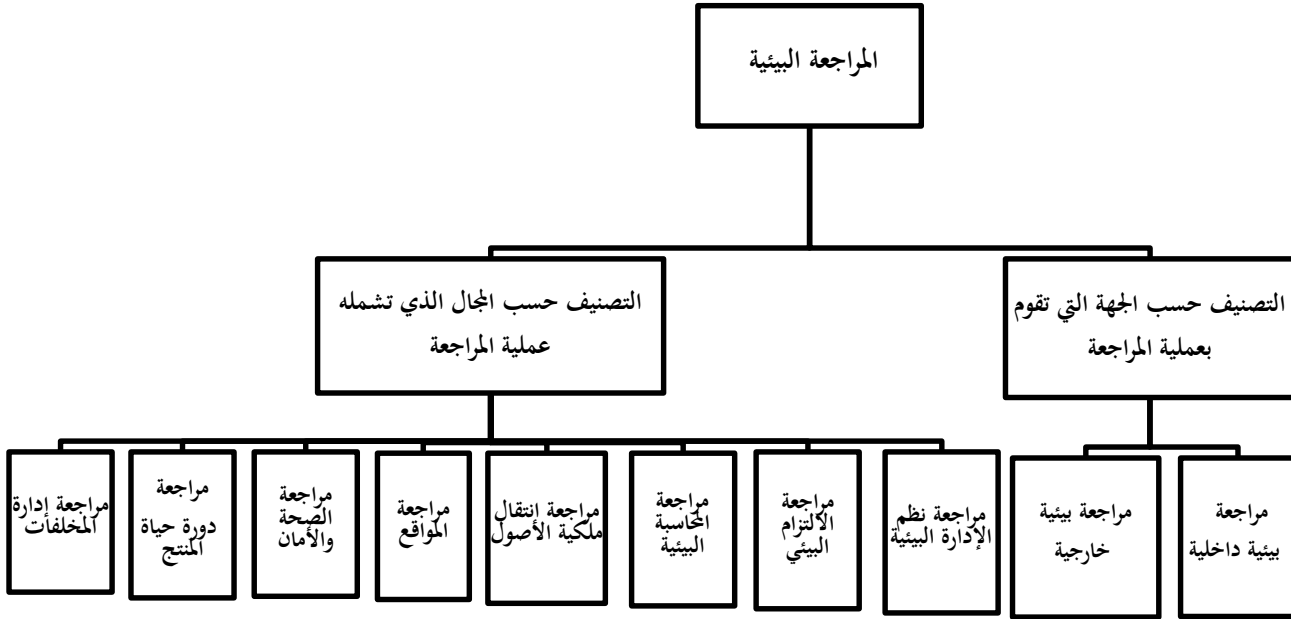 المراجعة البيئية
التصنيف حسب الجهة التي تقوم
بعملية المراجعة
التصنيف حسب المجال الذي تشمله
عملية المراجعة
مراجعة
بيئية داخلية
مراجعة بيئية
خارجية
مراجعة نظم
الإدارة البيئية
مراجعة
الالتزام
البيئي
مراجعة
المحاسبة
البيئية
مراجعة انتقال
ملكية الأصول
مراجعة
المواقع
مراجعة
الصحة
والأمان
مراجعة
دورة حياة
المنتج
مراجعة إدارة
المخلفات